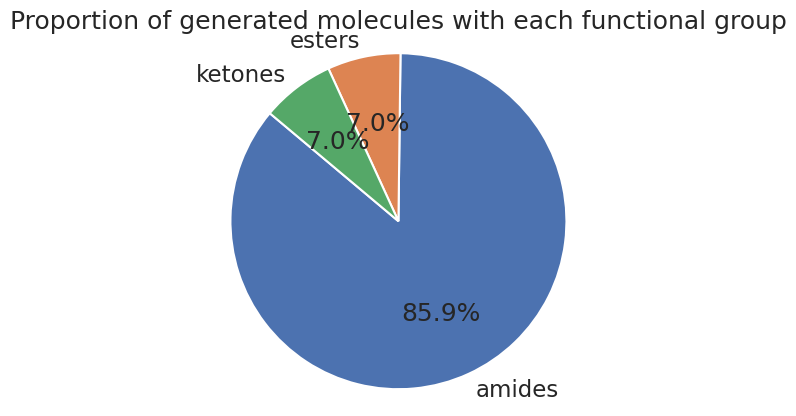 Proportion of generated molecules with each functional group
esters
ketones
7.0%
7.0%
85.9%
amides